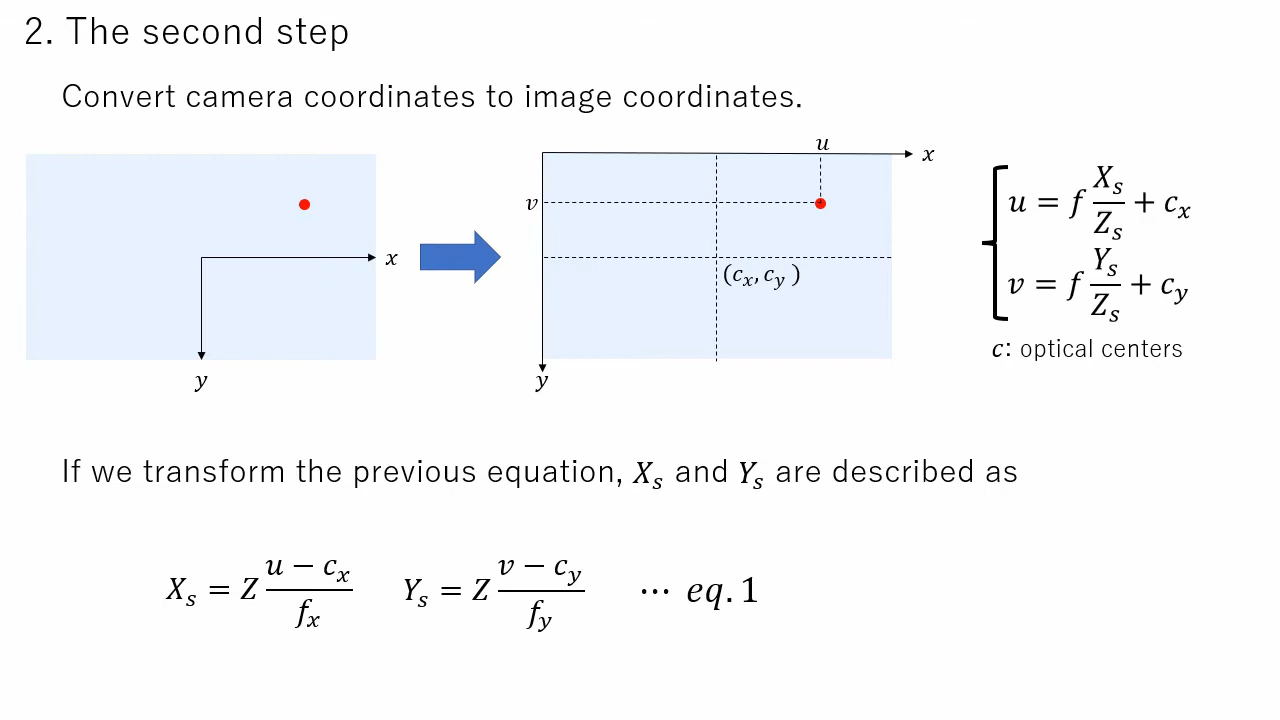 2. The second step
Convert camera coordinates to image coordinates.
x
y
u
x
v
(c_x, c_y )
y
u = f X_s/Z_s + c_x
v = f Y_s/Z_s + c_y
c: optical centers
If we transform the previous equation, X_s and Y_s are described as
X_s = Z (u − c_x)/f_x    Y_s = Z (v − c_y)/f_y    ⋯ eq. 1